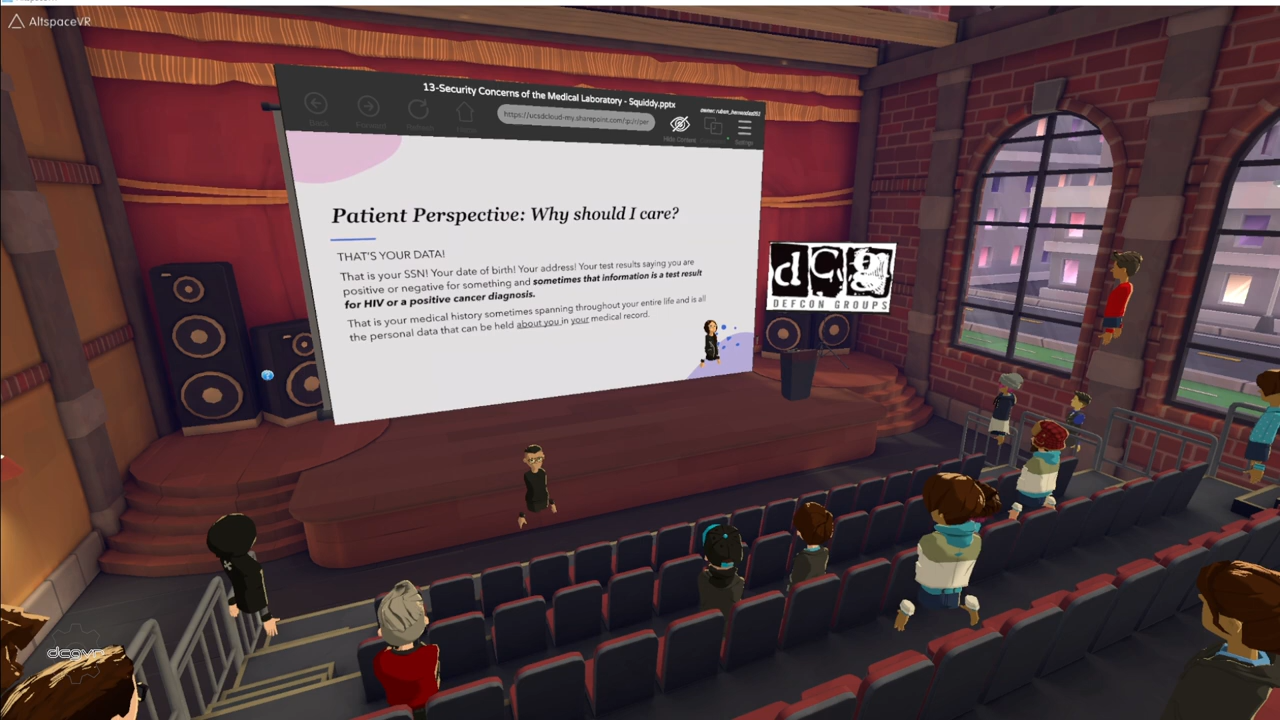 AltspaceVR
13-Security Concerns of the Medical Laboratory - Squiddy.pptx
https://ucsdcloud-my.sharepoint.com/:p:/r/per
Hide Content
Settings
Patient Perspective: Why should I care?
THAT'S YOUR DATA!
That is your SSN! Your date of birth! Your address! Your test results saying you are
positive or negative for something and sometimes that information is a test result
for HIV or a positive cancer diagnosis.
That is your medical history sometimes spanning throughout your entire life and is all
the personal data that can be held about you in your medical record.
dcg
DEFCON GROUPS
dcgvr